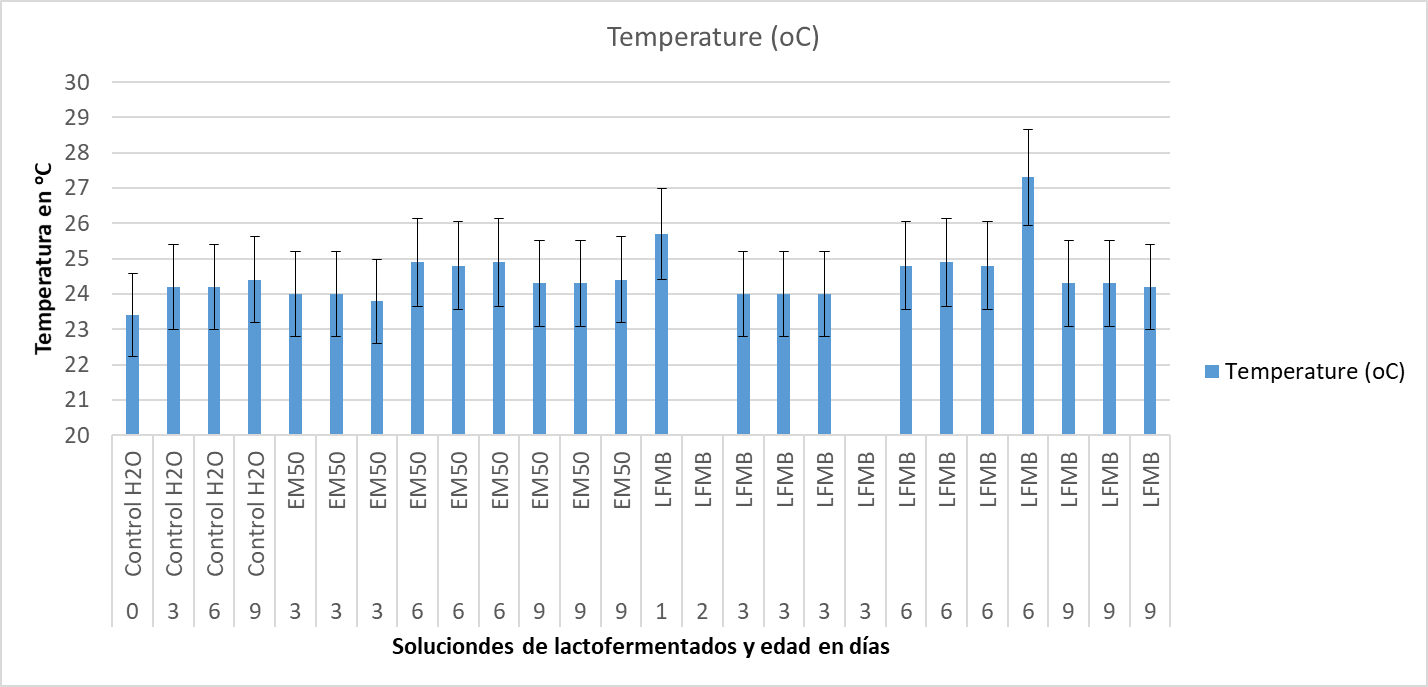 Temperature (oC)
30
29
28
27
26
25
24
23
22
21
20
Temperatura en °C
Control H2O Control H2O Control H2O Control H2O EM50 EM50 EM50 EM50 EM50 EM50 EM50 EM50 EM50 LFMB LFMB LFMB LFMB LFMB LFMB LFMB LFMB LFMB LFMB LFMB LFMB LFMB
0 3 6 9 3 3 3 6 6 6 9 9 9 1 2 3 3 3 3 6 6 6 6 9 9 9
Soluciondes de lactofermentados y edad en días
Temperature (oC)